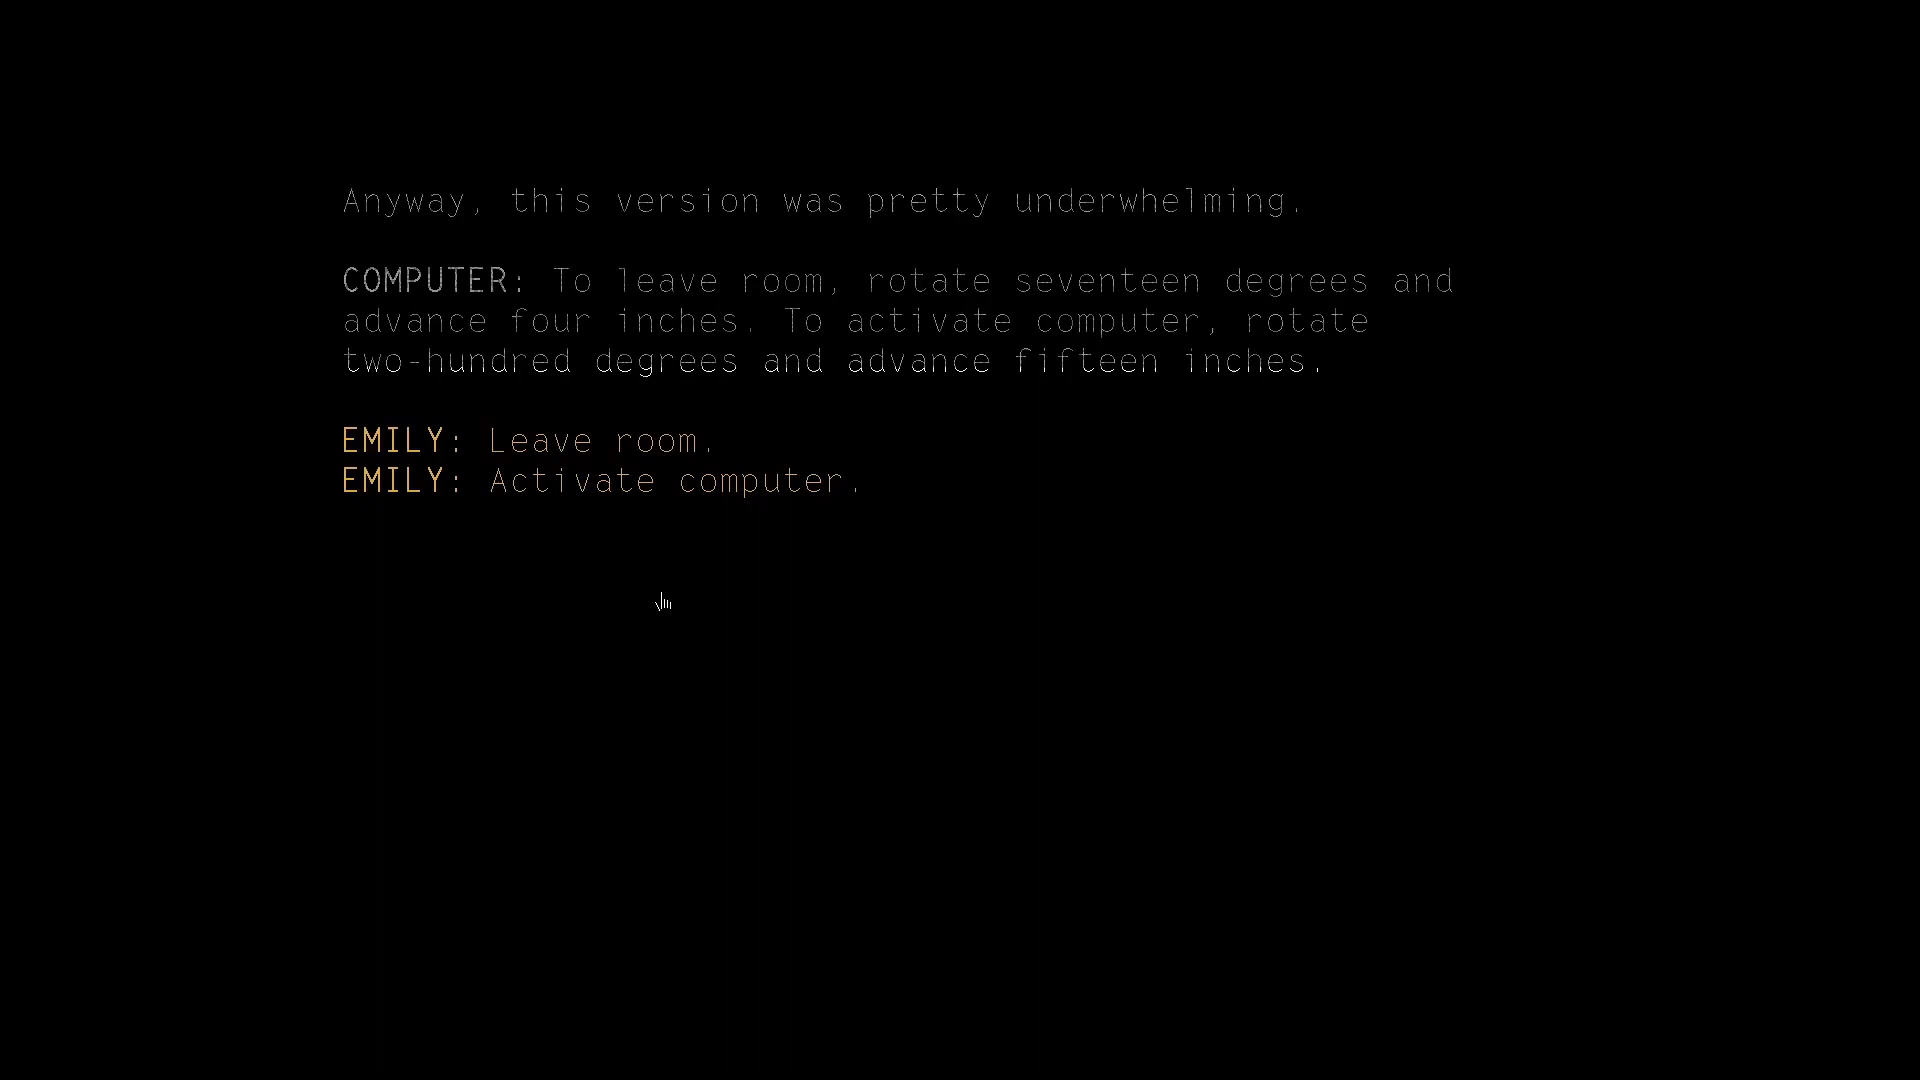 Anyway, this version was pretty underwhelming.
COMPUTER: To leave room, rotate seventeen degrees and
advance four inches. To activate computer, rotate
two-hundred degrees and advance fifteen inches.
EMILY: Leave room.
EMILY: Activate computer.